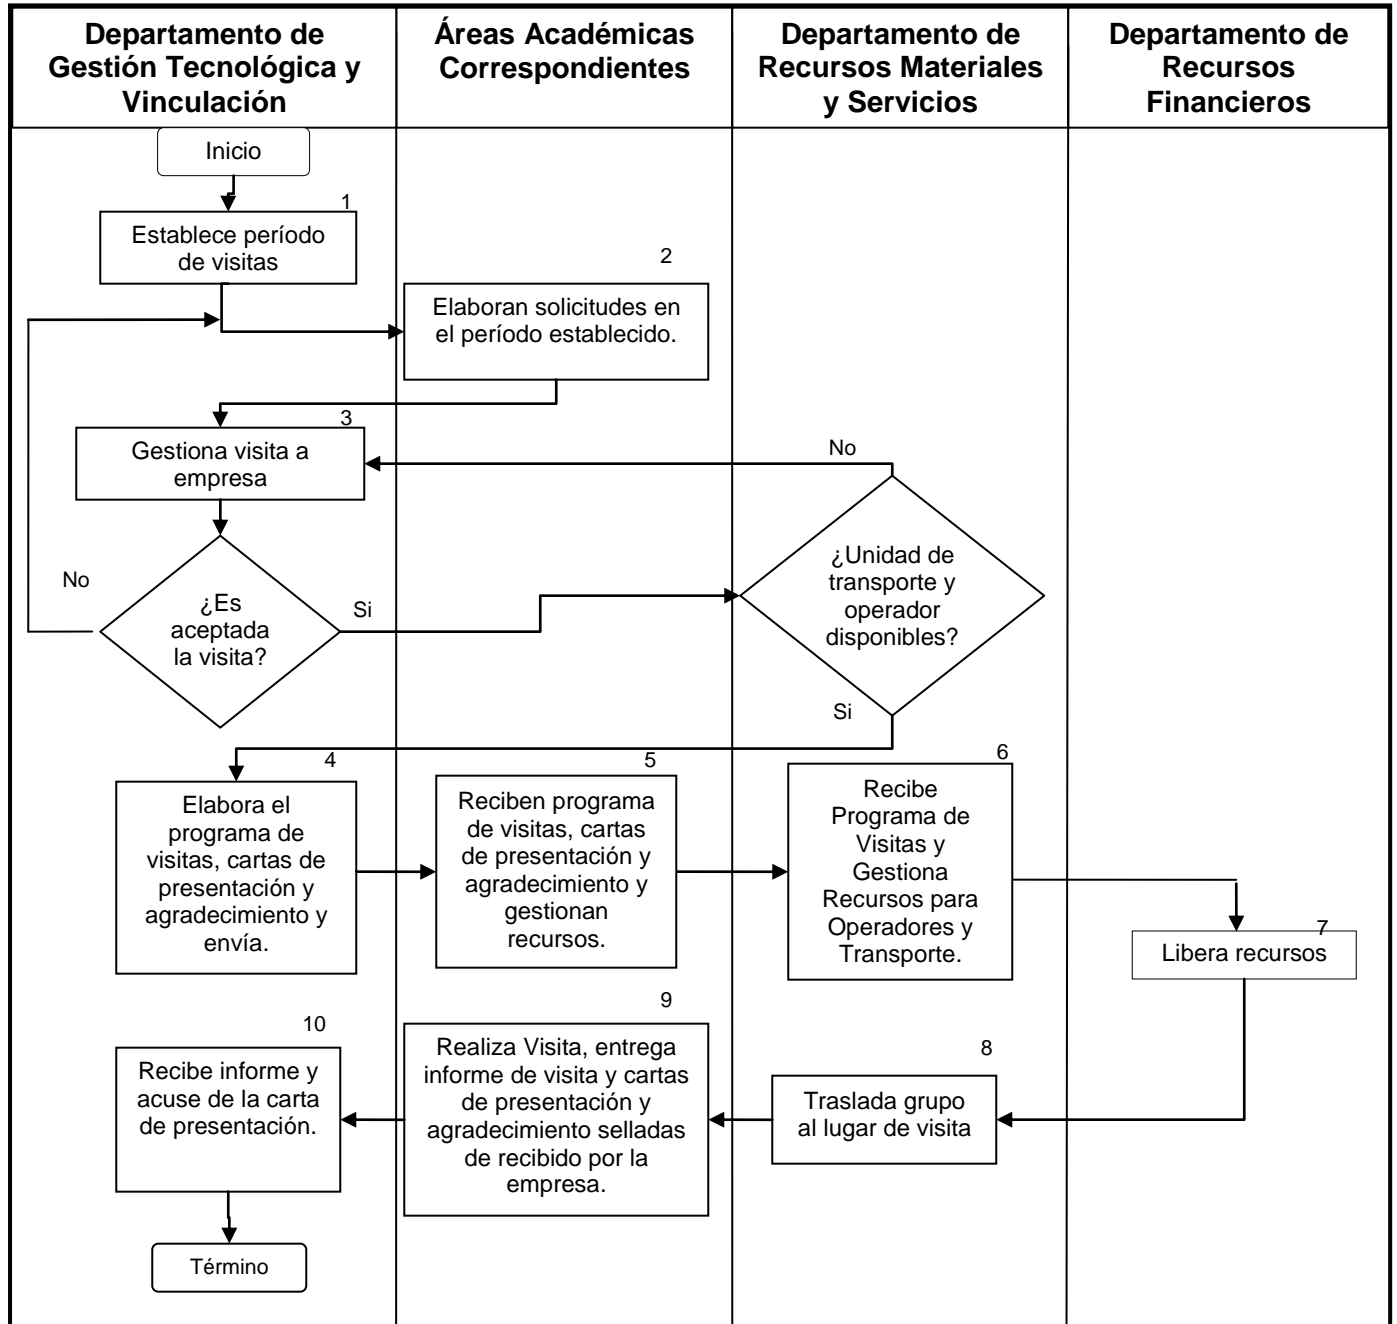 Departamento de
Gestión Tecnológica y
Vinculación
Áreas Académicas
Correspondientes
Departamento de
Recursos Materiales
y Servicios
Departamento de
Recursos
Financieros
Inicio
1
Establece período
de visitas
2
Elaboran solicitudes en
el período establecido.
3
Gestiona visita a
empresa
No
¿Es
aceptada
la visita?
Si
No
¿Unidad de
transporte y
operador
disponibles?
Si
4
Elabora el
programa de
visitas, cartas de
presentación y
agradecimiento y
envía.
5
Reciben programa
de visitas, cartas
de presentación y
agradecimiento y
gestionan
recursos.
6
Recibe
Programa de
Visitas y
Gestiona
Recursos para
Operadores y
Transporte.
7
Libera recursos
8
Traslada grupo
al lugar de visita
9
Realiza Visita, entrega
informe de visita y cartas
de presentación y
agradecimiento selladas
de recibido por la
empresa.
10
Recibe informe y
acuse de la carta
de presentación.
Término